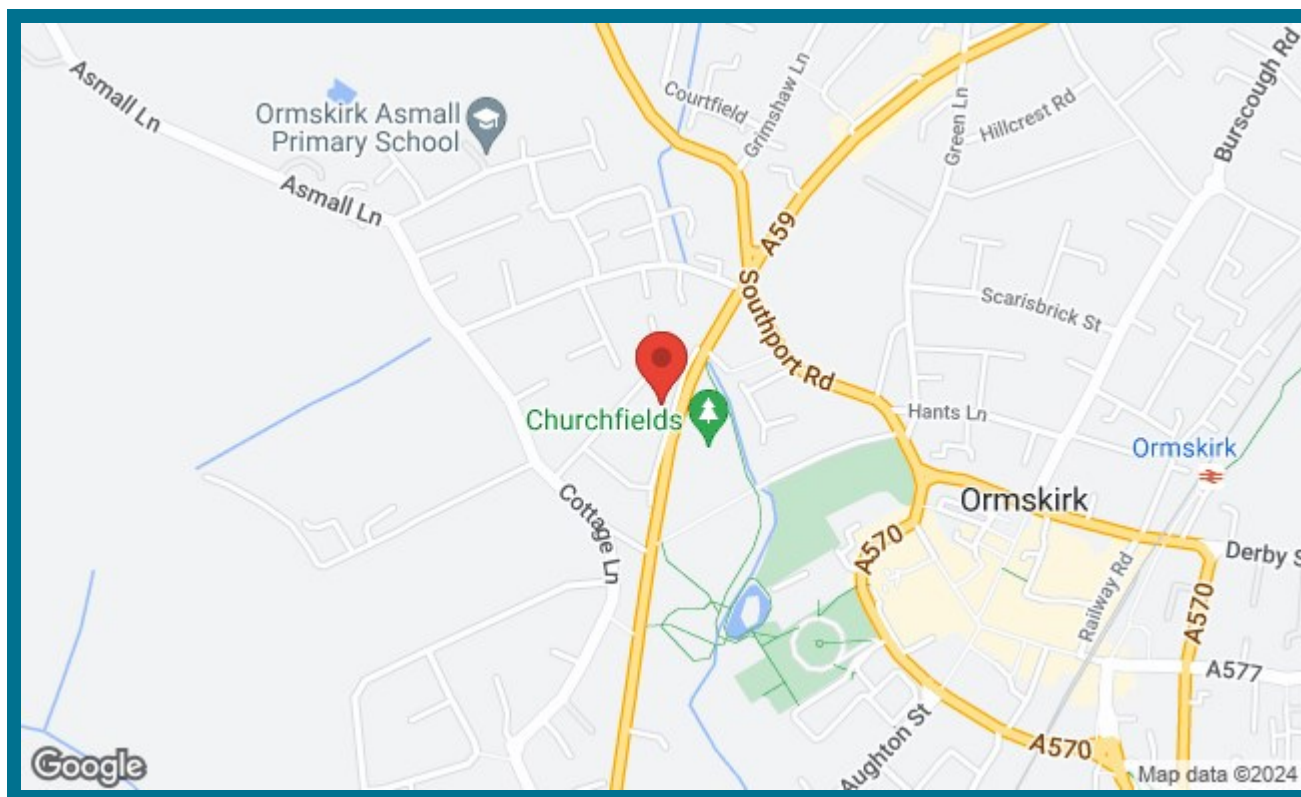 Asmall Ln
Ormskirk Asmall
Primary School
Asmall Ln
Courtfield
Grimshaw Ln
Green Ln
Hillcrest Rd
Burscough Rd
A59
Southport Rd
Scarisbrick St
Churchfields
Hants Ln
Ormskirk
Ormskirk
Cottage Ln
A570
Derby S
Railway Rd
A570
A577
Aughton St
A570
Google
Map data ©2024